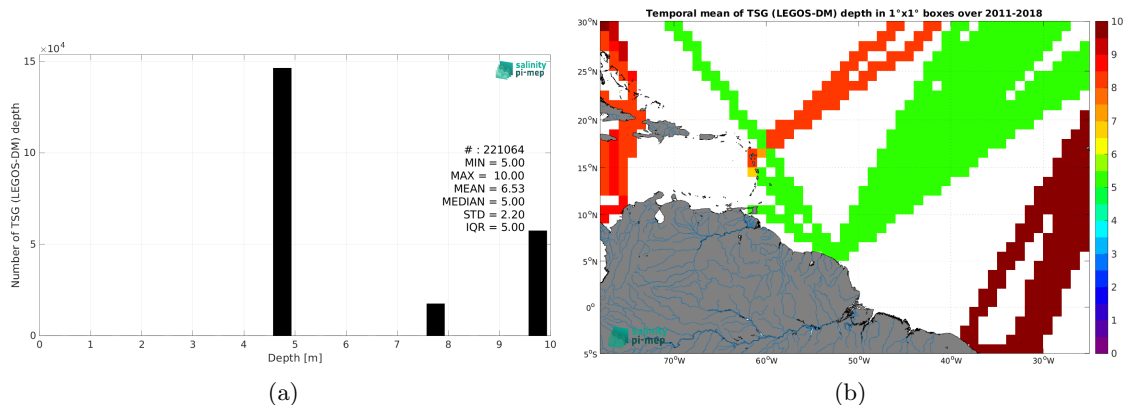 ×10⁴
15
10
5
0
Number of TSG (LEGOS-DM) depth
salinity
pi-mep
# : 221064
MIN = 5.00
MAX = 10.00
MEAN = 6.53
MEDIAN = 5.00
STD = 2.20
IQR = 5.00
0 1 2 3 4 5 6 7 8 9 10
Depth [m]
(a)
Temporal mean of TSG (LEGOS-DM) depth in 1°x1° boxes over 2011-2018
30°N
25°N
20°N
15°N
10°N
5°N
0°
5°S
salinity
pi-mep
70°W 60°W 50°W 40°W 30°W
10
9
8
7
6
5
4
3
2
1
0
(b)